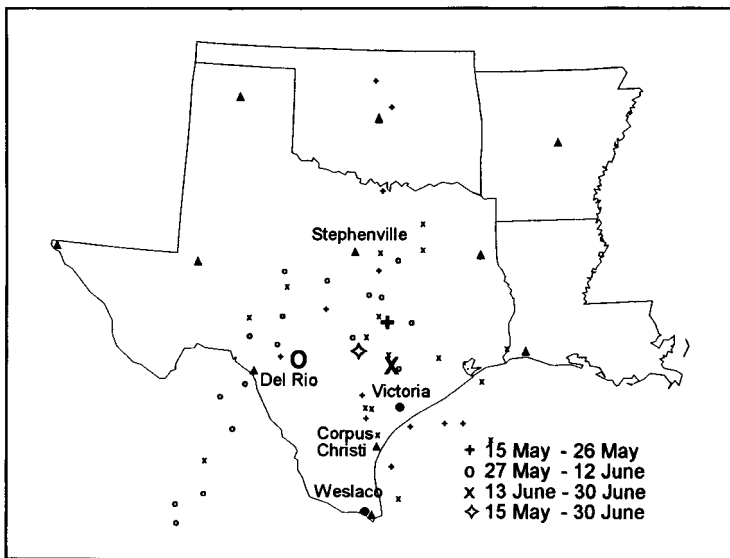 Stephenville
Del Rio
Victoria
Corpus
Christi
Weslaco
+ 15 May - 26 May
o 27 May - 12 June
x 13 June - 30 June
✧ 15 May - 30 June